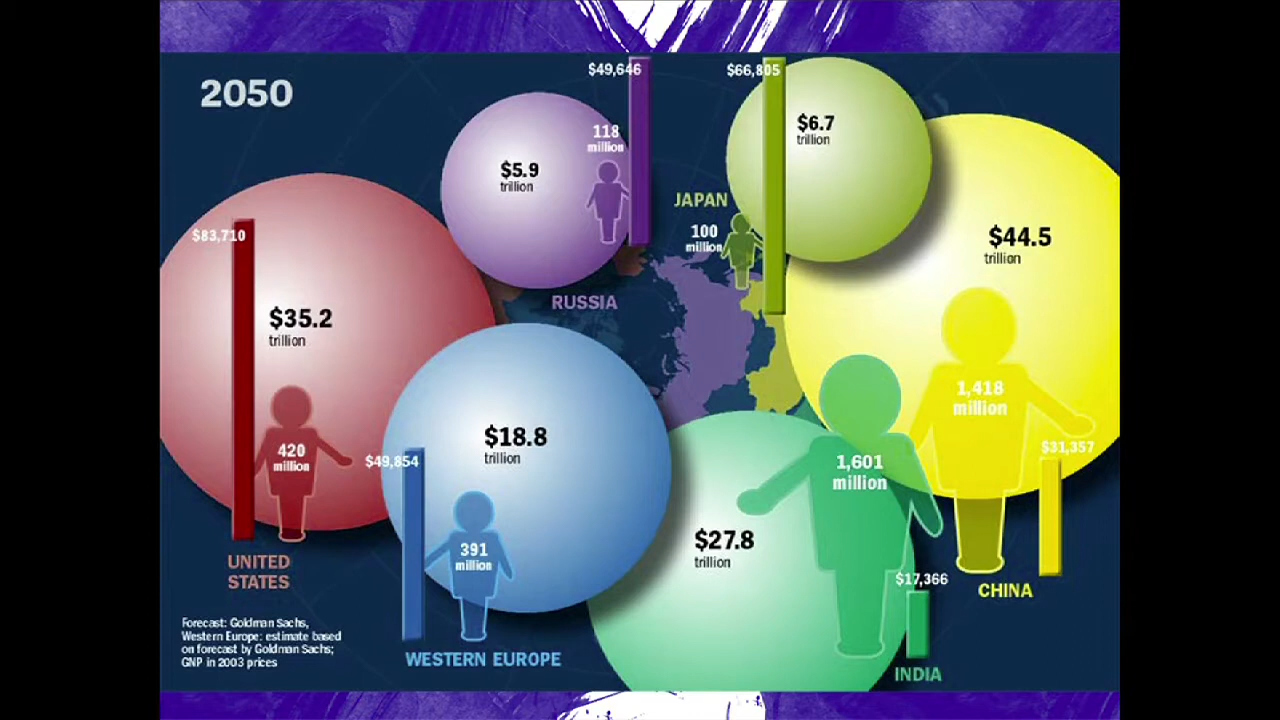 2050
$49,646
$66,805
118
million
$5.9
trillion
RUSSIA
$6.7
trillion
JAPAN
100
million
$44.5
trillion
1,418
million
$31,357
CHINA
$83,710
$35.2
trillion
420
million
UNITED
STATES
$49,854
$18.8
trillion
391
million
WESTERN EUROPE
1,601
million
$27.8
trillion
$17,366
INDIA
Forecast: Goldman Sachs,
Western Europe: estimate based
on forecast by Goldman Sachs;
GNP in 2003 prices